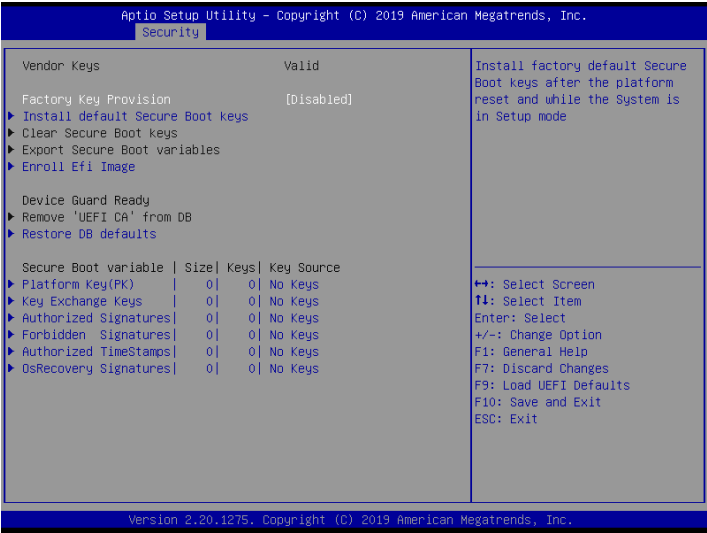 Aptio Setup Utility – Copyright (C) 2019 American Megatrends, Inc.
Security
Vendor Keys Valid
Factory Key Provision [Disabled]
Install default Secure Boot keys
Clear Secure Boot keys
Export Secure Boot variables
Enroll Efi Image
Device Guard Ready
Remove 'UEFI CA' from DB
Restore DB defaults
Secure Boot variable | Size| Keys| Key Source
Platform Key(PK) | 0| 0| No Keys
Key Exchange Keys | 0| 0| No Keys
Authorized Signatures| 0| 0| No Keys
Forbidden Signatures| 0| 0| No Keys
Authorized TimeStamps| 0| 0| No Keys
OsRecovery Signatures| 0| 0| No Keys
Install factory default Secure
Boot keys after the platform
reset and while the System is
in Setup mode
↔: Select Screen
↑↓: Select Item
Enter: Select
+/-: Change Option
F1: General Help
F7: Discard Changes
F9: Load UEFI Defaults
F10: Save and Exit
ESC: Exit
Version 2.20.1275. Copyright (C) 2019 American Megatrends, Inc.